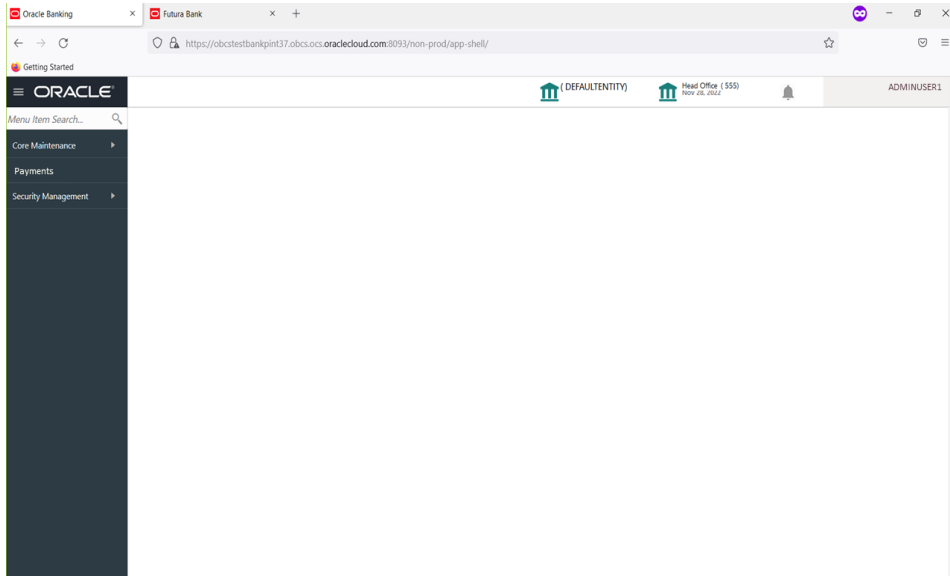 Oracle Banking
Futura Bank
https://obcstestbankpint37.obcs.ocs.oraclecloud.com:8093/non-prod/app-shell/
Getting Started
ORACLE
( DEFAULTENTITY)
Head Office ( 555)
Nov 28, 2022
ADMINUSER1
Menu Item Search...
Core Maintenance
Payments
Security Management